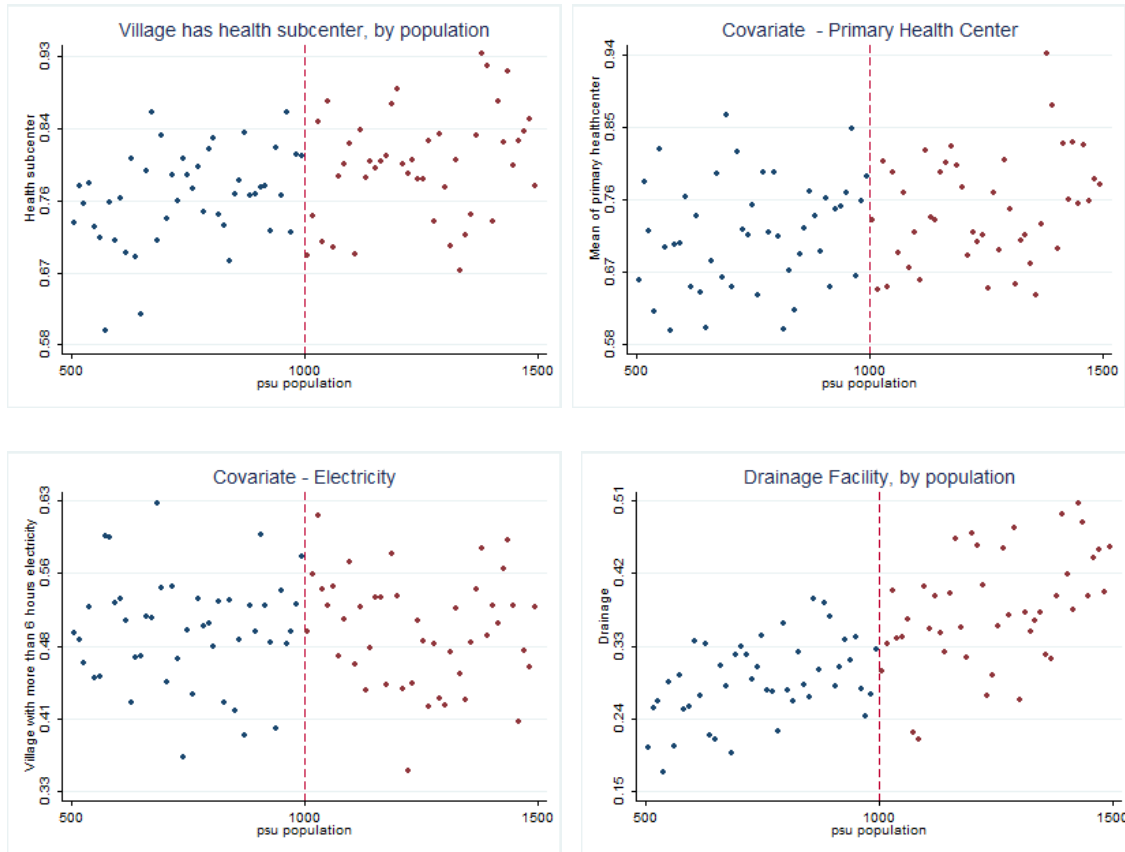 Village has health subcenter, by population
Health subcenter
0.93
0.84
0.76
0.67
0.58
500
1000
1500
psu population
Covariate - Primary Health Center
Mean of primary healthcenter
0.94
0.85
0.76
0.67
0.58
500
1000
1500
psu population
Covariate - Electricity
Village with more than 6 hours electricity
0.63
0.56
0.48
0.41
0.33
500
1000
1500
psu population
Drainage Facility, by population
Drainage
0.51
0.42
0.33
0.24
0.15
500
1000
1500
psu population